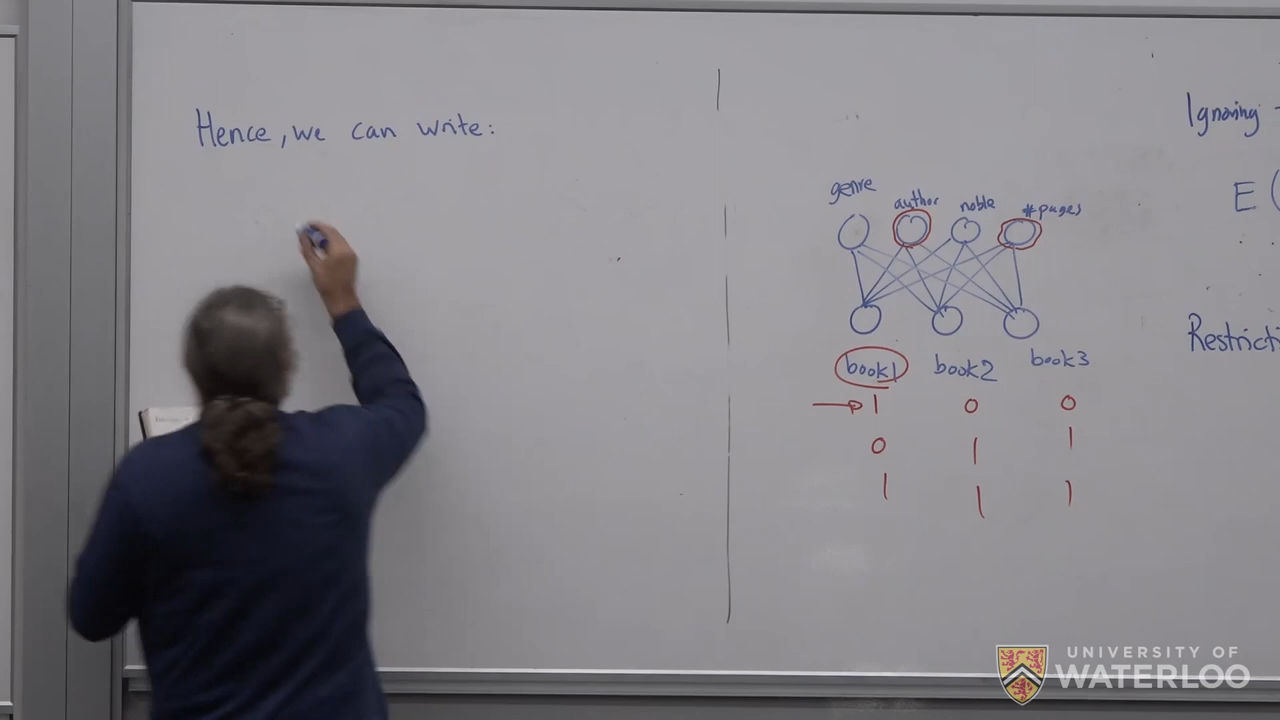 Hence, we can write:
genre author noble #pages
book1 book2 book3
1 0 0
0 1 1
1 1 1
Ignoring
E (
Restricti
UNIVERSITY OF
WATERLOO